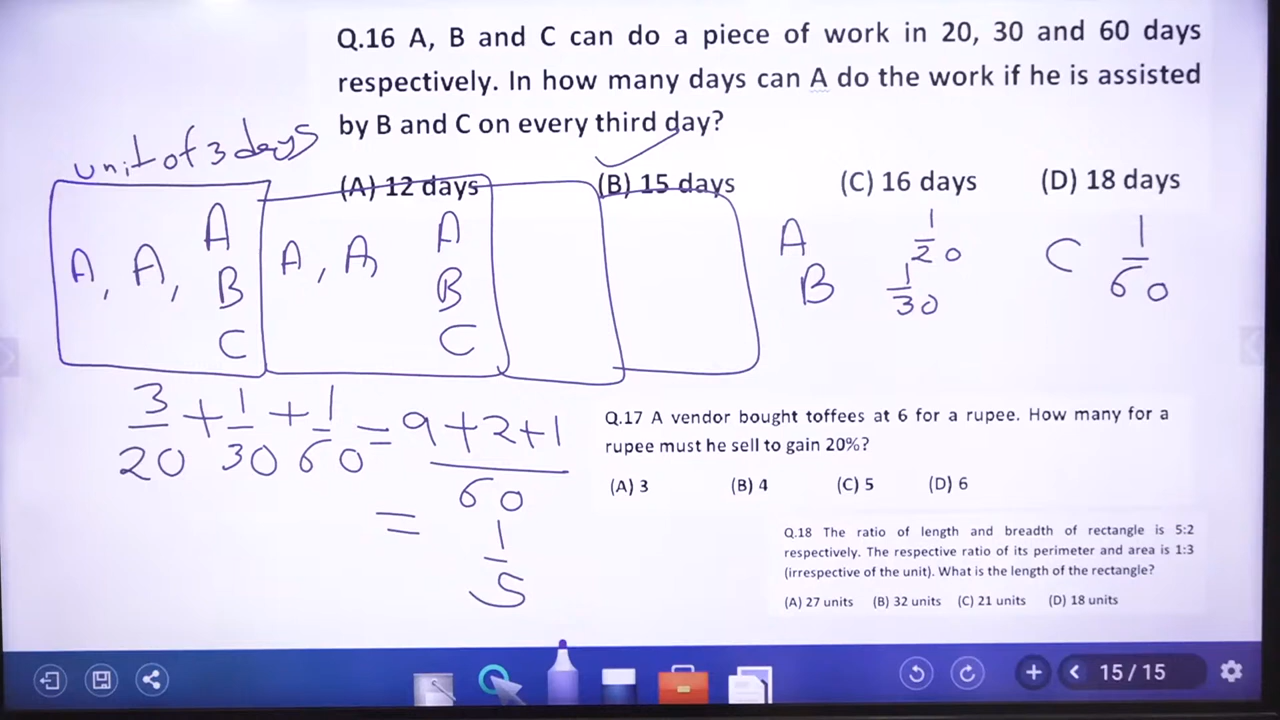 Q.16 A, B and C can do a piece of work in 20, 30 and 60 days
respectively. In how many days can A do the work if he is assisted
by B and C on every third day?
unit of 3 days
(A) 12 days (B) 15 days (C) 16 days (D) 18 days
A, A, A B C
A, A, A B C
A 1/20
B 1/30
C 1/60
3/20 + 1/30 + 1/60 = 9+2+1/60
= 1/5
Q.17 A vendor bought toffees at 6 for a rupee. How many for a
rupee must he sell to gain 20%?
(A) 3 (B) 4 (C) 5 (D) 6
Q.18 The ratio of length and breadth of rectangle is 5:2
respectively. The respective ratio of its perimeter and area is 1:3
(irrespective of the unit). What is the length of the rectangle?
(A) 27 units (B) 32 units (C) 21 units (D) 18 units
15/15